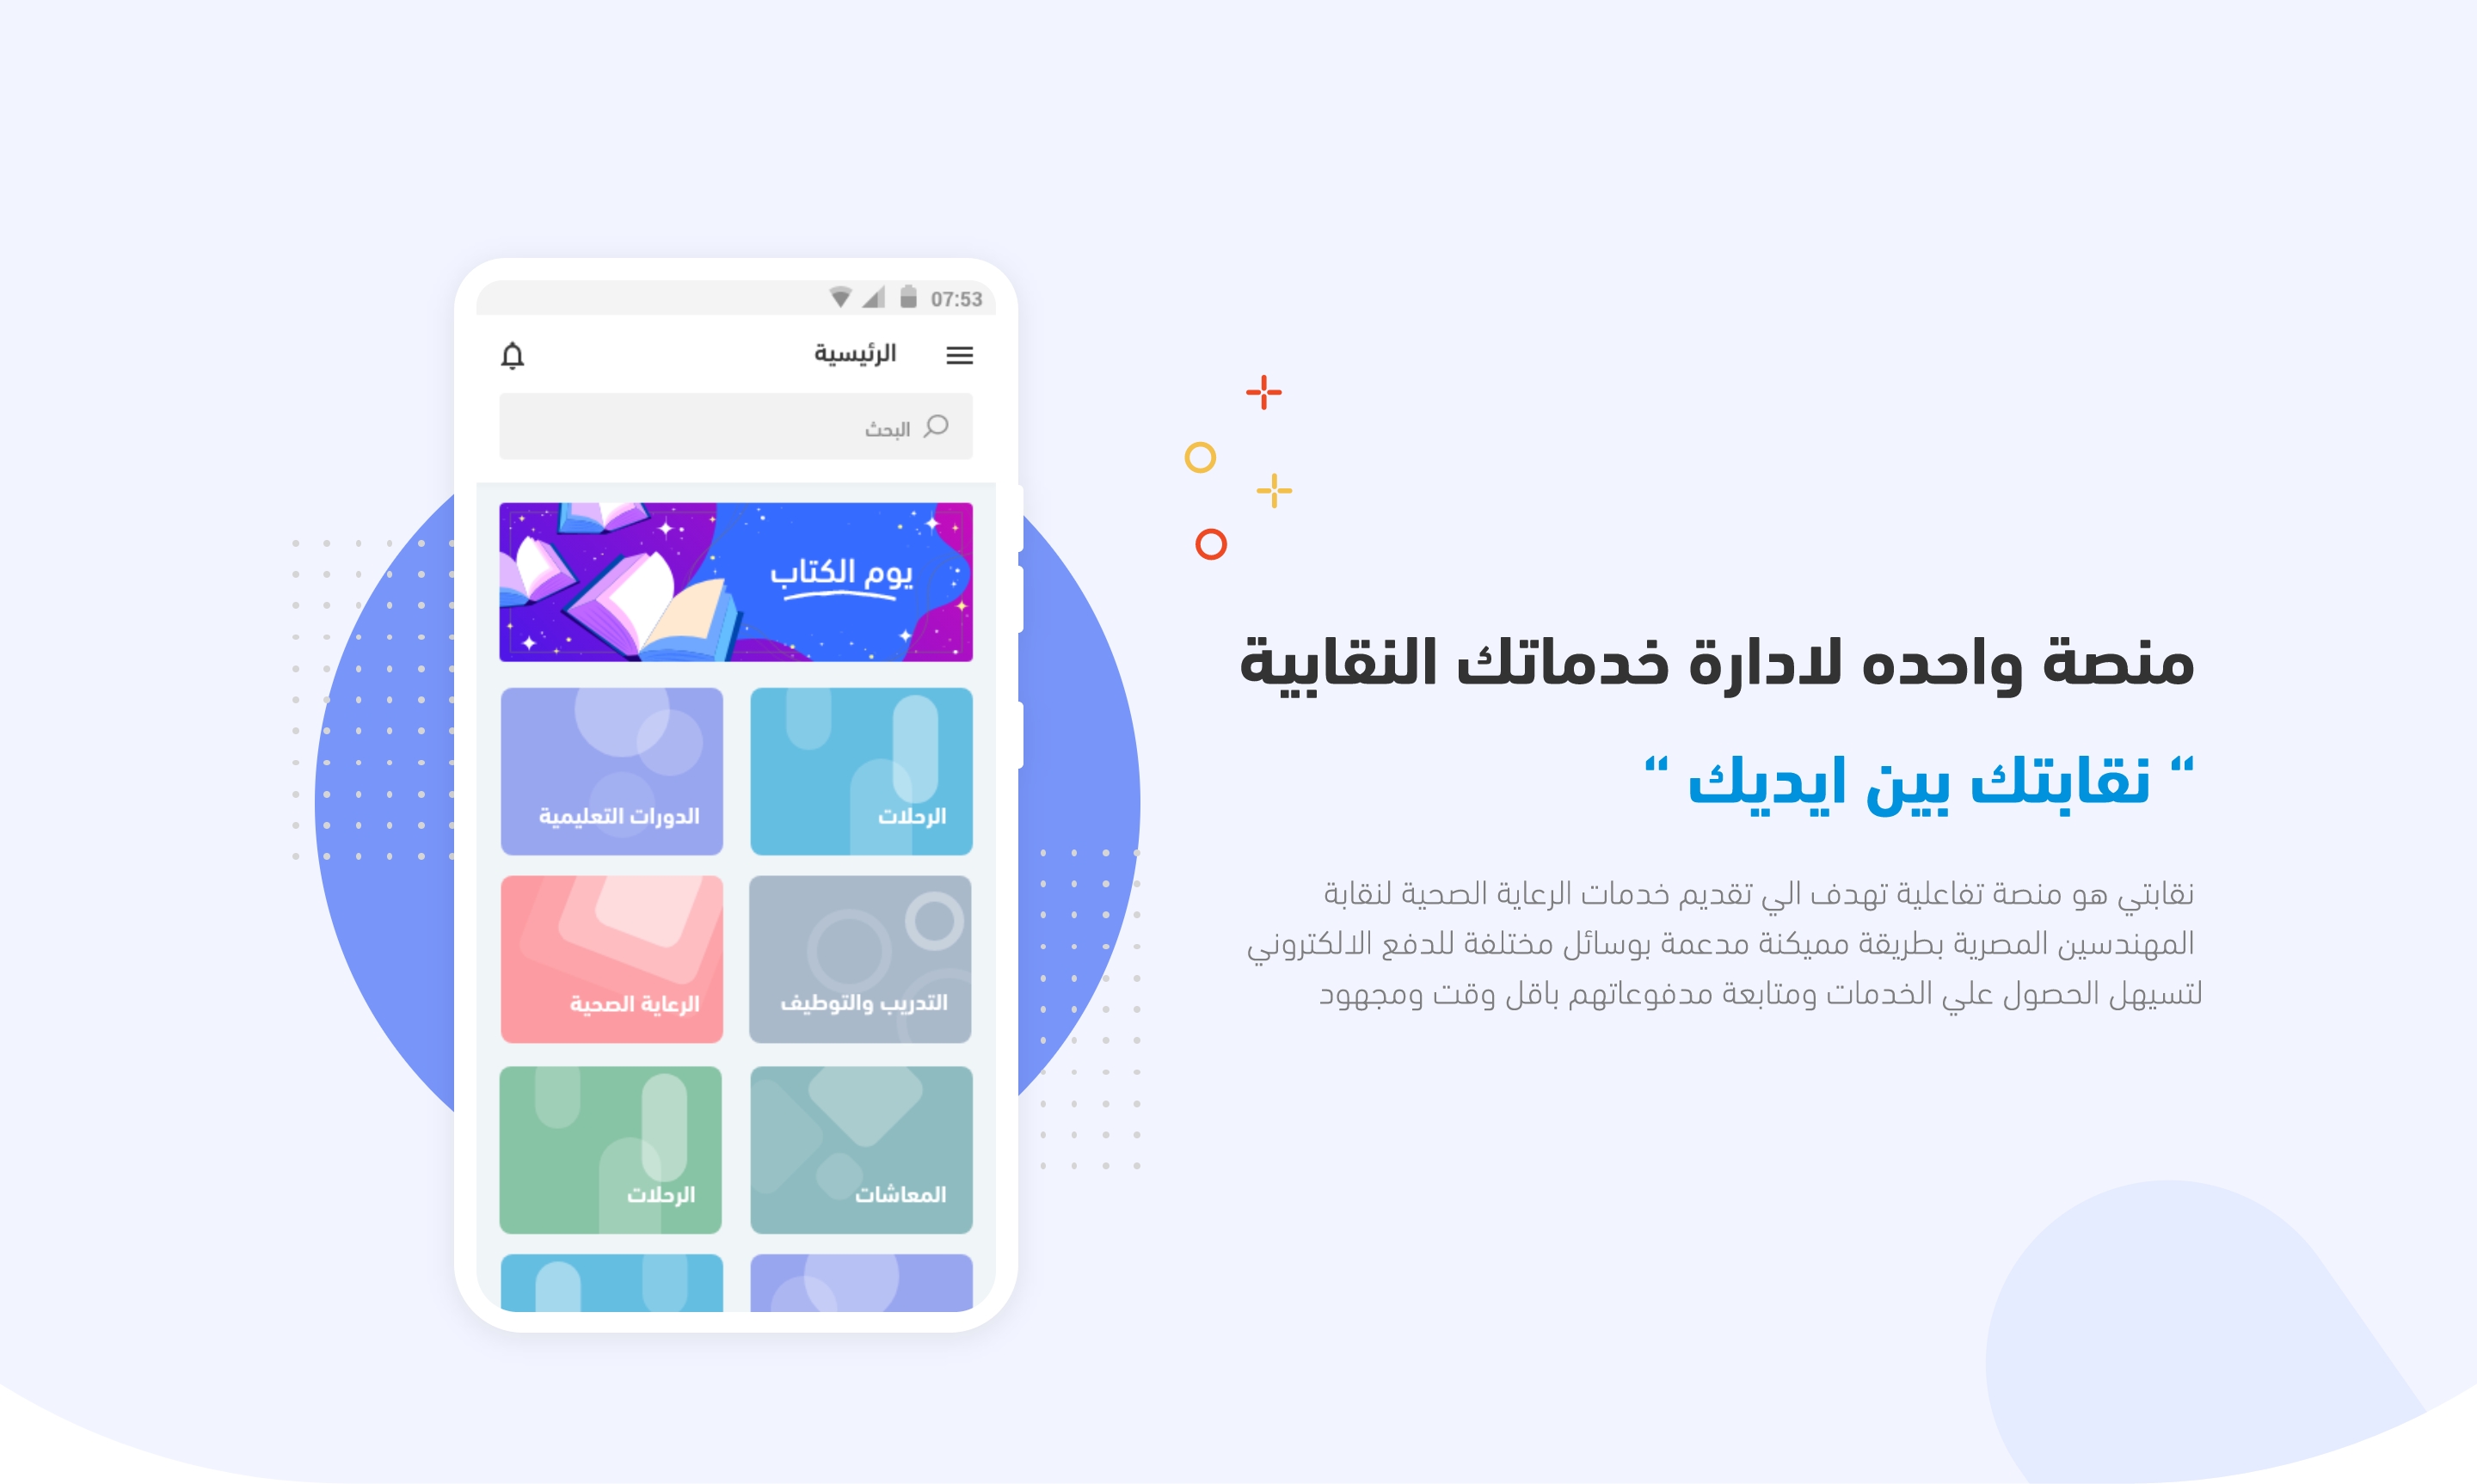 07:53
الرئيسية
البحث
يوم الكتاب
الرحلات
الدورات التعليمية
التدريب والتوظيف
الرعاية الصحية
المعاشات
الرحلات
منصة واحده لادارة خدماتك النقابية
“ نقابتك بين ايديك “
نقابتي هو منصة تفاعلية تهدف الي تقديم خدمات الرعاية الصحية لنقابة
المهندسين المصرية بطريقة مميكنة مدعمة بوسائل مختلفة للدفع الالكتروني
لتسيهل الحصول علي الخدمات ومتابعة مدفوعاتهم باقل وقت ومجهود